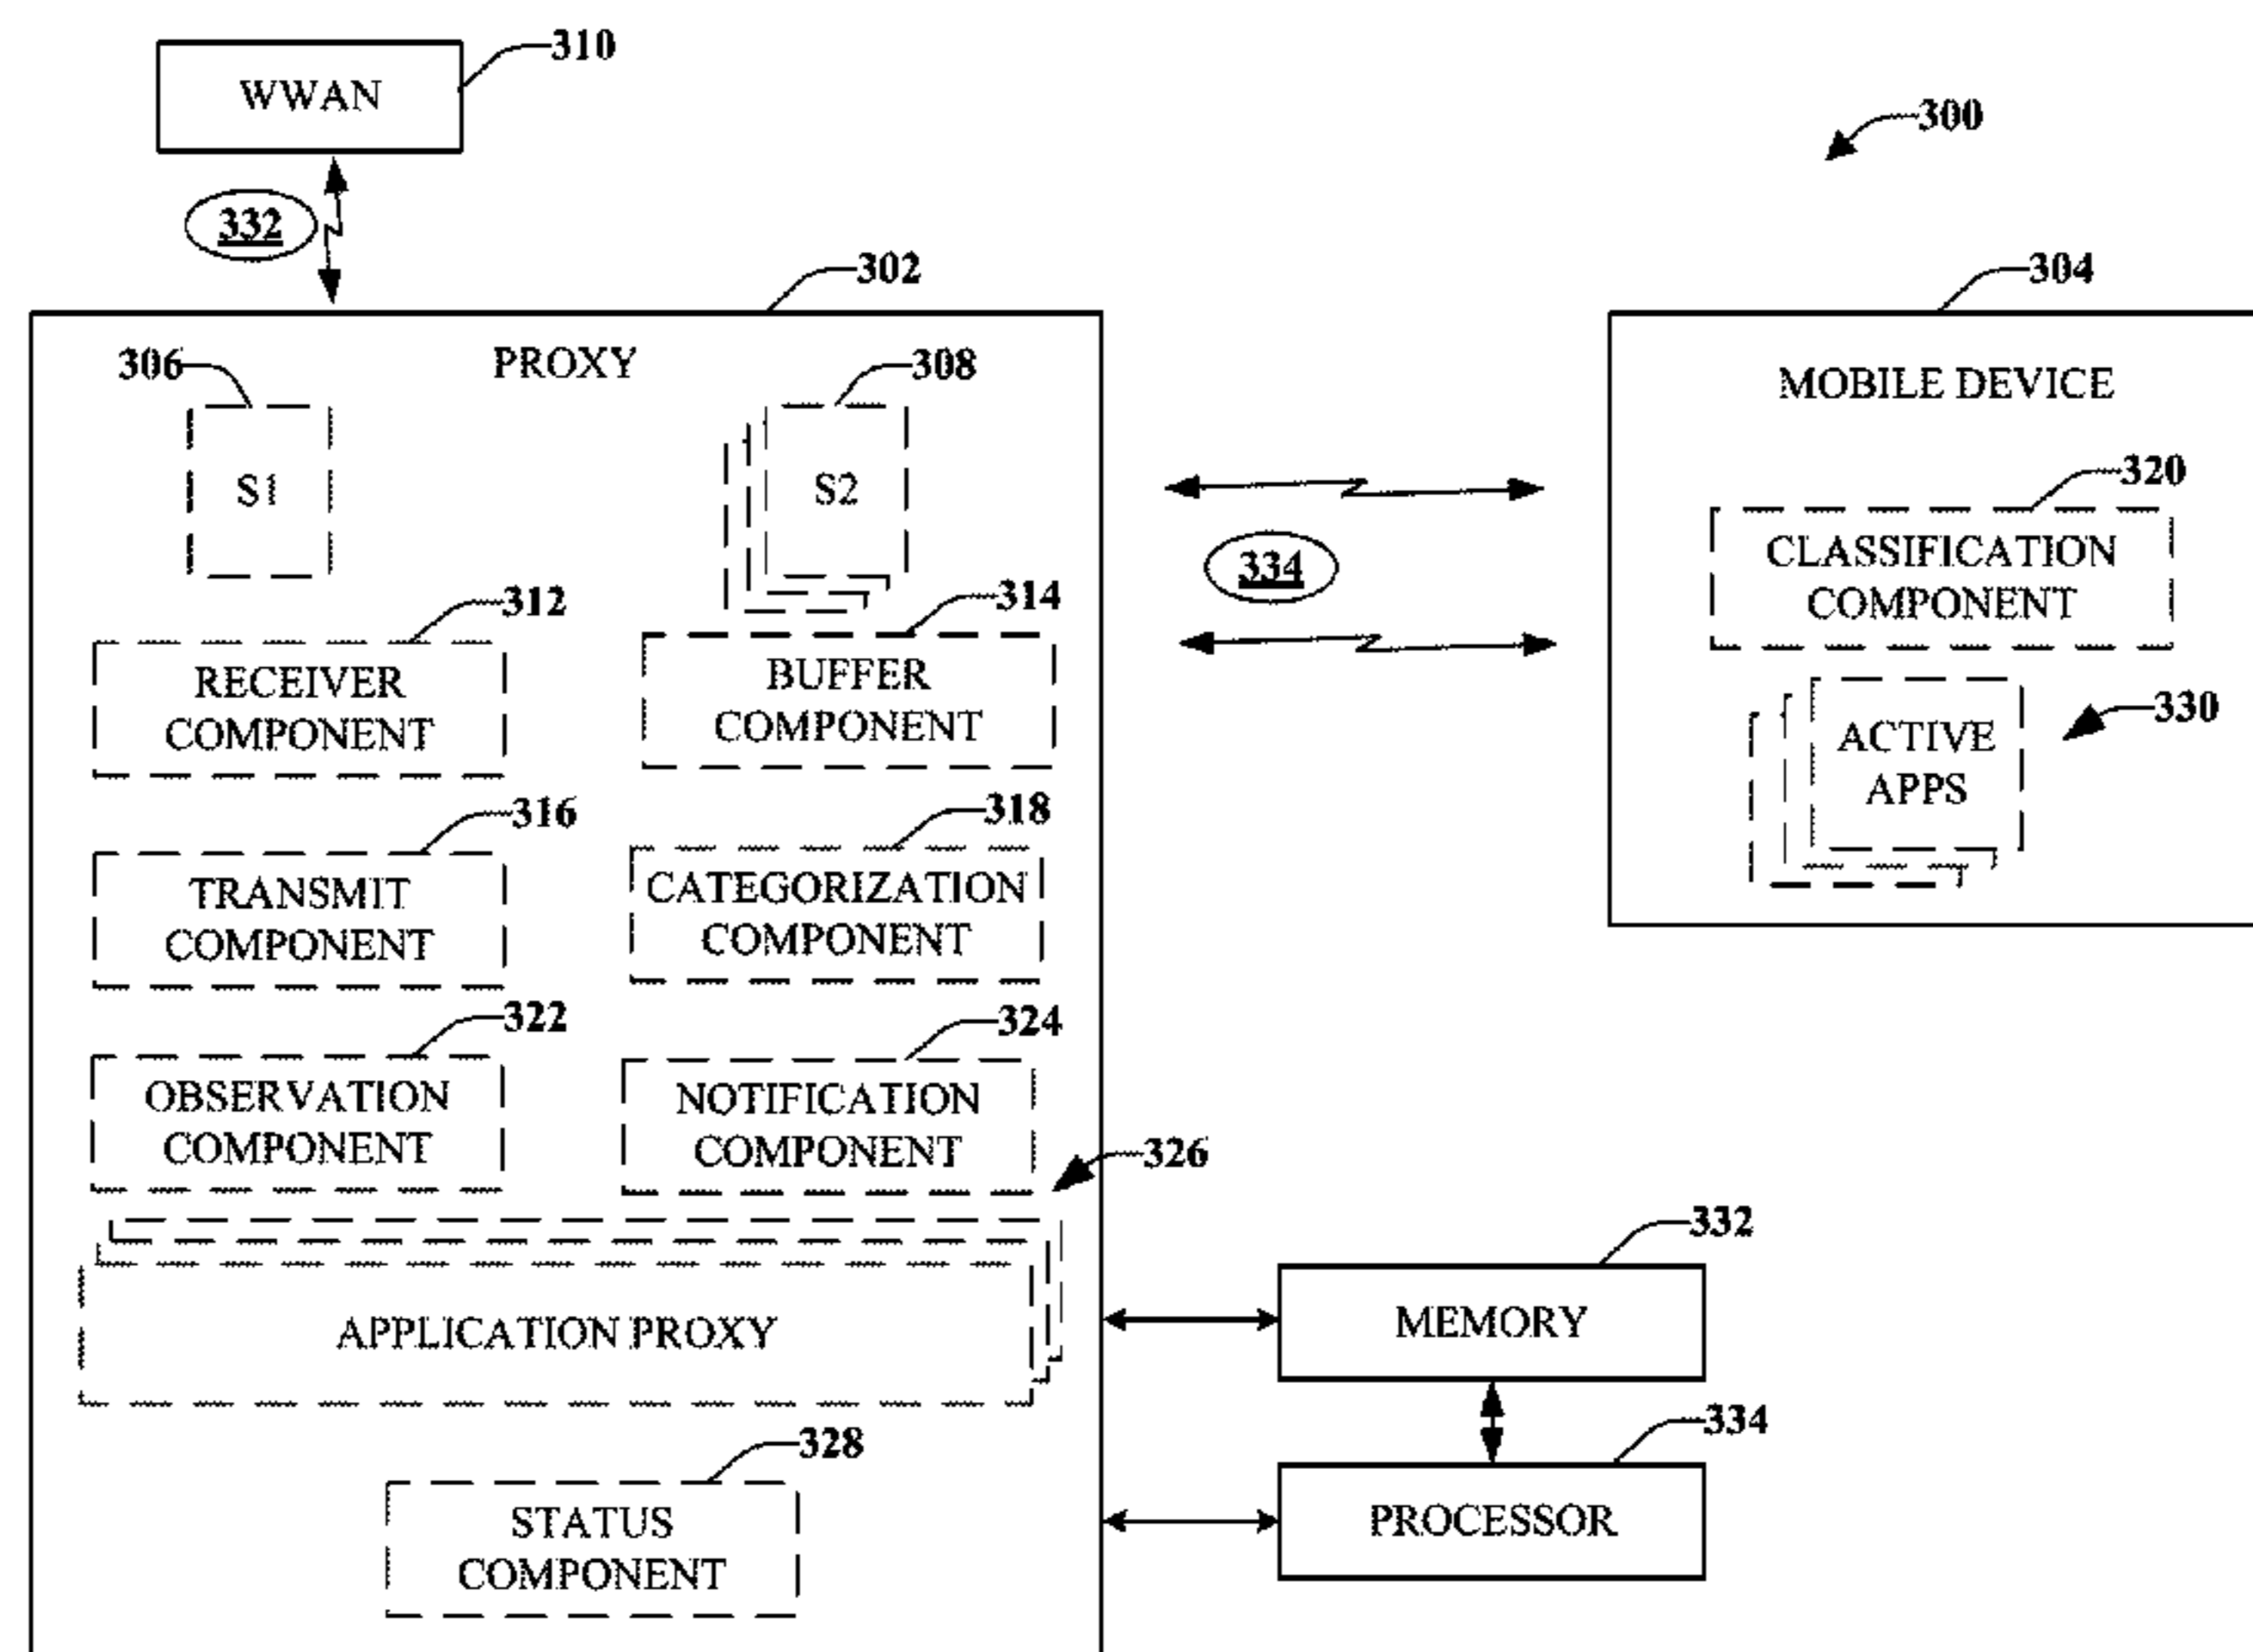 310
WWAN
300
332
302
304
306
PROXY
308
MOBILE DEVICE
S1
S2
320
334
CLASSIFICATION
COMPONENT
312
314
RECEIVER
COMPONENT
BUFFER
COMPONENT
330
ACTIVE
APPS
316
318
TRANSMIT
COMPONENT
CATEGORIZATION
COMPONENT
322
324
OBSERVATION
COMPONENT
NOTIFICATION
COMPONENT
326
332
APPLICATION PROXY
MEMORY
328
334
STATUS
COMPONENT
PROCESSOR